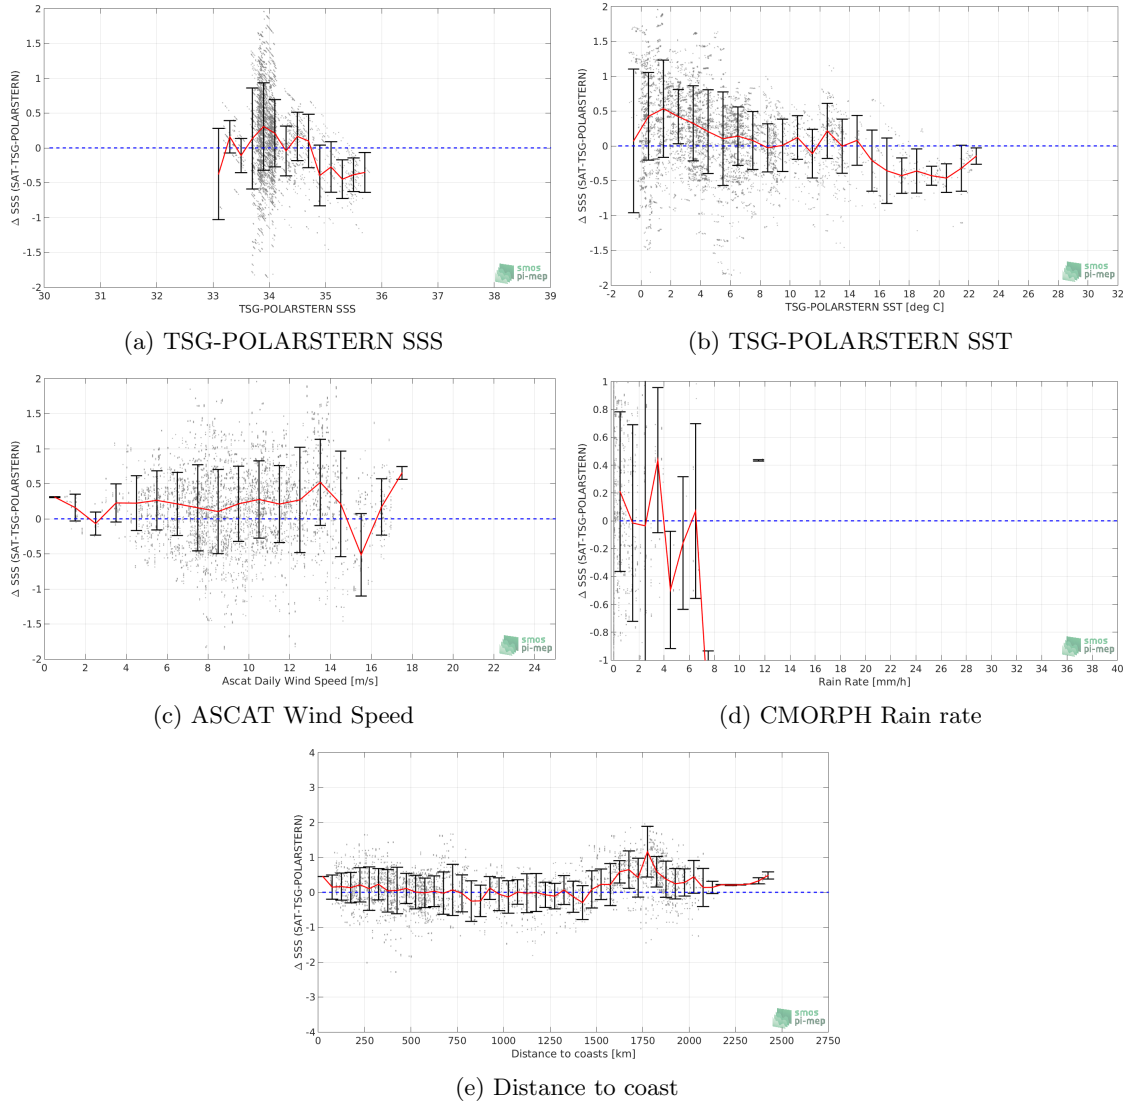 2
1.5
1
0.5
0
-0.5
-1
-1.5
-2
Δ SSS (SAT-TSG-POLARSTERN)
30 31 32 33 34 35 36 37 38 39
TSG-POLARSTERN SSS
smos
pi-mep
(a) TSG-POLARSTERN SSS
2
1.5
1
0.5
0
-0.5
-1
-1.5
-2
Δ SSS (SAT-TSG-POLARSTERN)
-2 0 2 4 6 8 10 12 14 16 18 20 22 24 26 28 30 32
TSG-POLARSTERN SST [deg C]
smos
pi-mep
(b) TSG-POLARSTERN SST
2
1.5
1
0.5
0
-0.5
-1
-1.5
-2
Δ SSS (SAT-TSG-POLARSTERN)
0 2 4 6 8 10 12 14 16 18 20 22 24
Ascat Daily Wind Speed [m/s]
smos
pi-mep
(c) ASCAT Wind Speed
1
0.8
0.6
0.4
0.2
0
-0.2
-0.4
-0.6
-0.8
-1
Δ SSS (SAT-TSG-POLARSTERN)
0 2 4 6 8 10 12 14 16 18 20 22 24 26 28 30 32 34 36 38 40
Rain Rate [mm/h]
smos
pi-mep
(d) CMORPH Rain rate
4
3
2
1
0
-1
-2
-3
-4
Δ SSS (SAT-TSG-POLARSTERN)
0 250 500 750 1000 1250 1500 1750 2000 2250 2500 2750
Distance to coasts [km]
smos
pi-mep
(e) Distance to coast